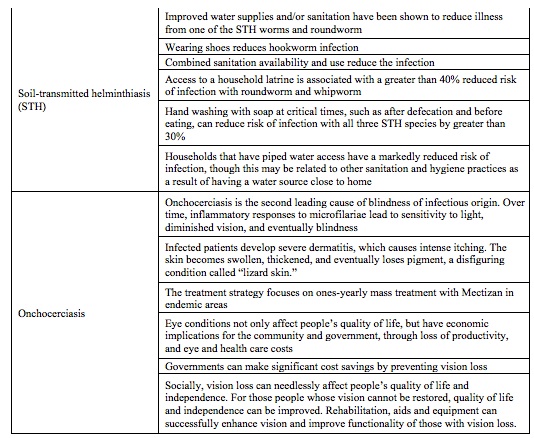 Soil-transmitted helminthiasis
(STH)
Improved water supplies and/or sanitation have been shown to reduce illness
from one of the STH worms and roundworm
Wearing shoes reduces hookworm infection
Combined sanitation availability and use reduce the infection
Access to a household latrine is associated with a greater than 40% reduced risk
of infection with roundworm and whipworm
Hand washing with soap at critical times, such as after defecation and before
eating, can reduce risk of infection with all three STH species by greater than
30%
Households that have piped water access have a markedly reduced risk of
infection, though this may be related to other sanitation and hygiene practices as
a result of having a water source close to home
Onchocerciasis
Onchocerciasis is the second leading cause of blindness of infectious origin. Over
time, inflammatory responses to microfilariae lead to sensitivity to light,
diminished vision, and eventually blindness
Infected patients develop severe dermatitis, which causes intense itching. The
skin becomes swollen, thickened, and eventually loses pigment, a disfiguring
condition called “lizard skin.”
The treatment strategy focuses on ones-yearly mass treatment with Mectizan in
endemic areas
Eye conditions not only affect people’s quality of life, but have economic
implications for the community and government, through loss of productivity,
and eye and health care costs
Governments can make significant cost savings by preventing vision loss
Socially, vision loss can needlessly affect people’s quality of life and
independence. For those people whose vision cannot be restored, quality of life
and independence can be improved. Rehabilitation, aids and equipment can
successfully enhance vision and improve functionality of those with vision loss.